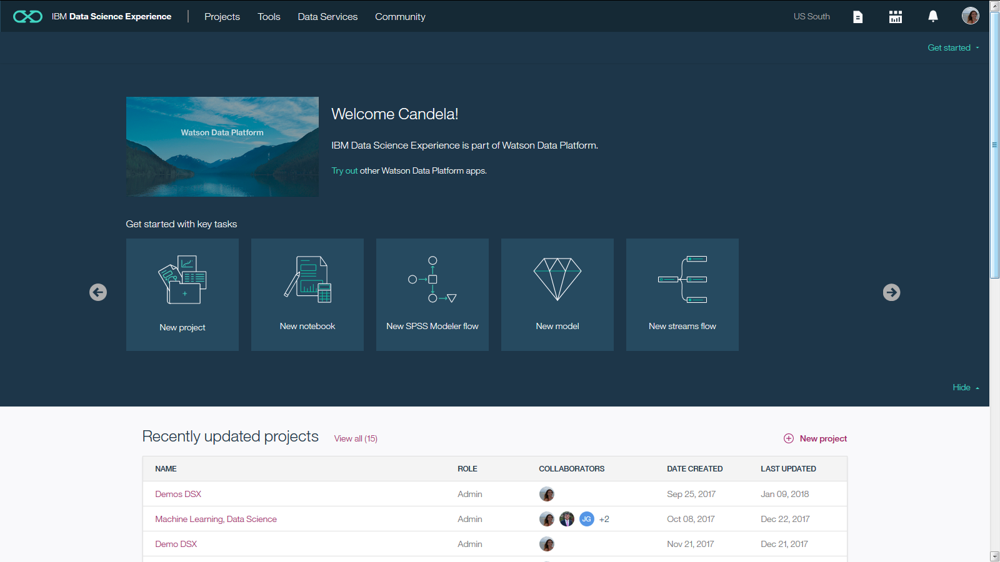 IBM Data Science Experience
Projects
Tools
Data Services
Community
US South
Get started
Watson Data Platform
Welcome Candela!
IBM Data Science Experience is part of Watson Data Platform.
Try out other Watson Data Platform apps.
Get started with key tasks
New project
New notebook
New SPSS Modeler flow
New model
New streams flow
Hide
Recently updated projects
View all (15)
New project
NAME ROLE COLLABORATORS DATE CREATED LAST UPDATED
Demos DSX Admin Sep 25, 2017 Jan 09, 2018
Machine Learning, Data Science Admin JG +2 Oct 08, 2017 Dec 22, 2017
Demo DSX Admin Nov 21, 2017 Dec 21, 2017